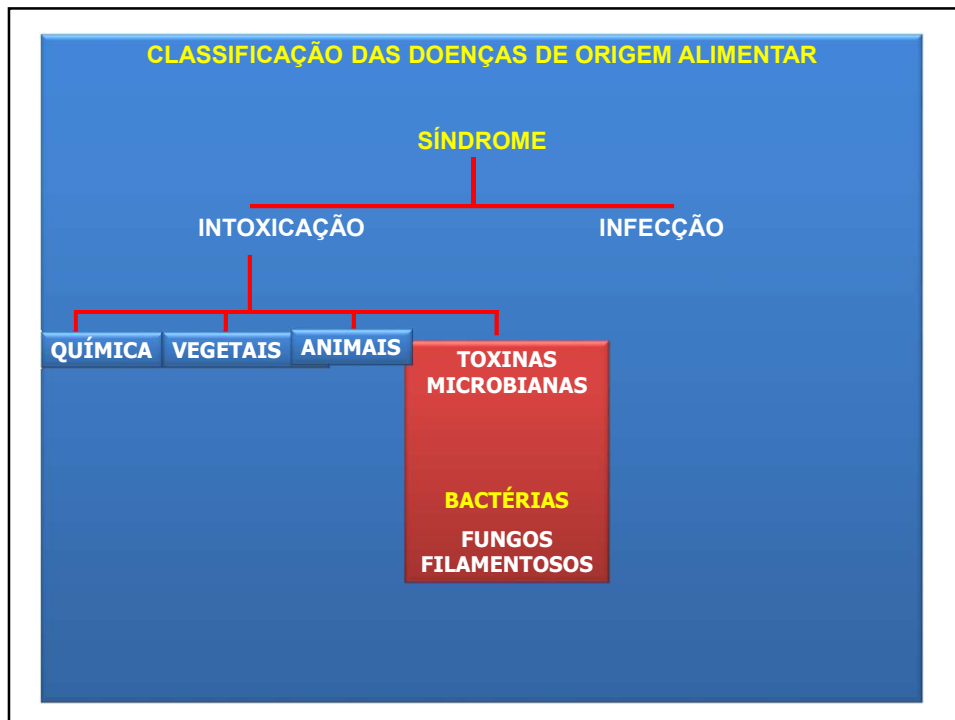 CLASSIFICAÇÃO DAS DOENÇAS DE ORIGEM ALIMENTAR
SÍNDROME
INTOXICAÇÃO
INFECÇÃO
QUÍMICA
VEGETAIS
ANIMAIS
TOXINAS
MICROBIANAS
BACTÉRIAS
FUNGOS
FILAMENTOSOS